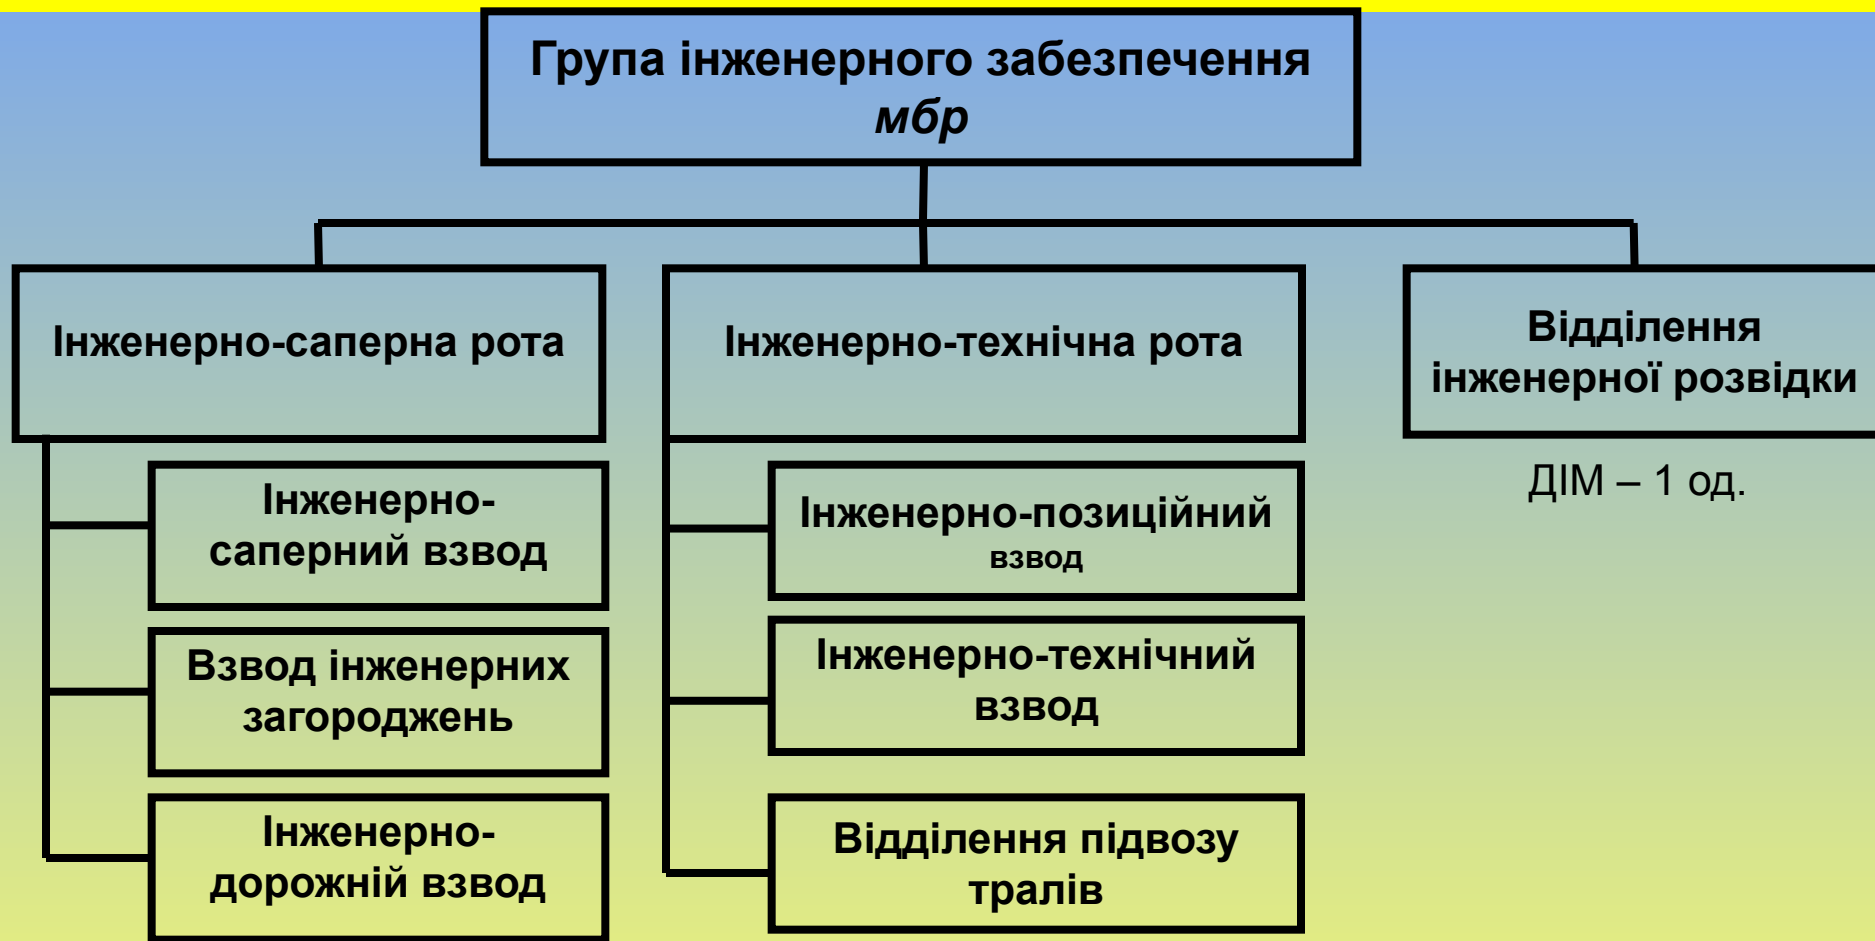 Група інженерного забезпечення
мбр
Інженерно-саперна рота
Інженерно-
саперний взвод
Взвод інженерних
загороджень
Інженерно-
дорожній взвод
Інженерно-технічна рота
Інженерно-позиційний
взвод
Інженерно-технічний
взвод
Відділення підвозу
тралів
Відділення
інженерної розвідки
ДІМ – 1 од.